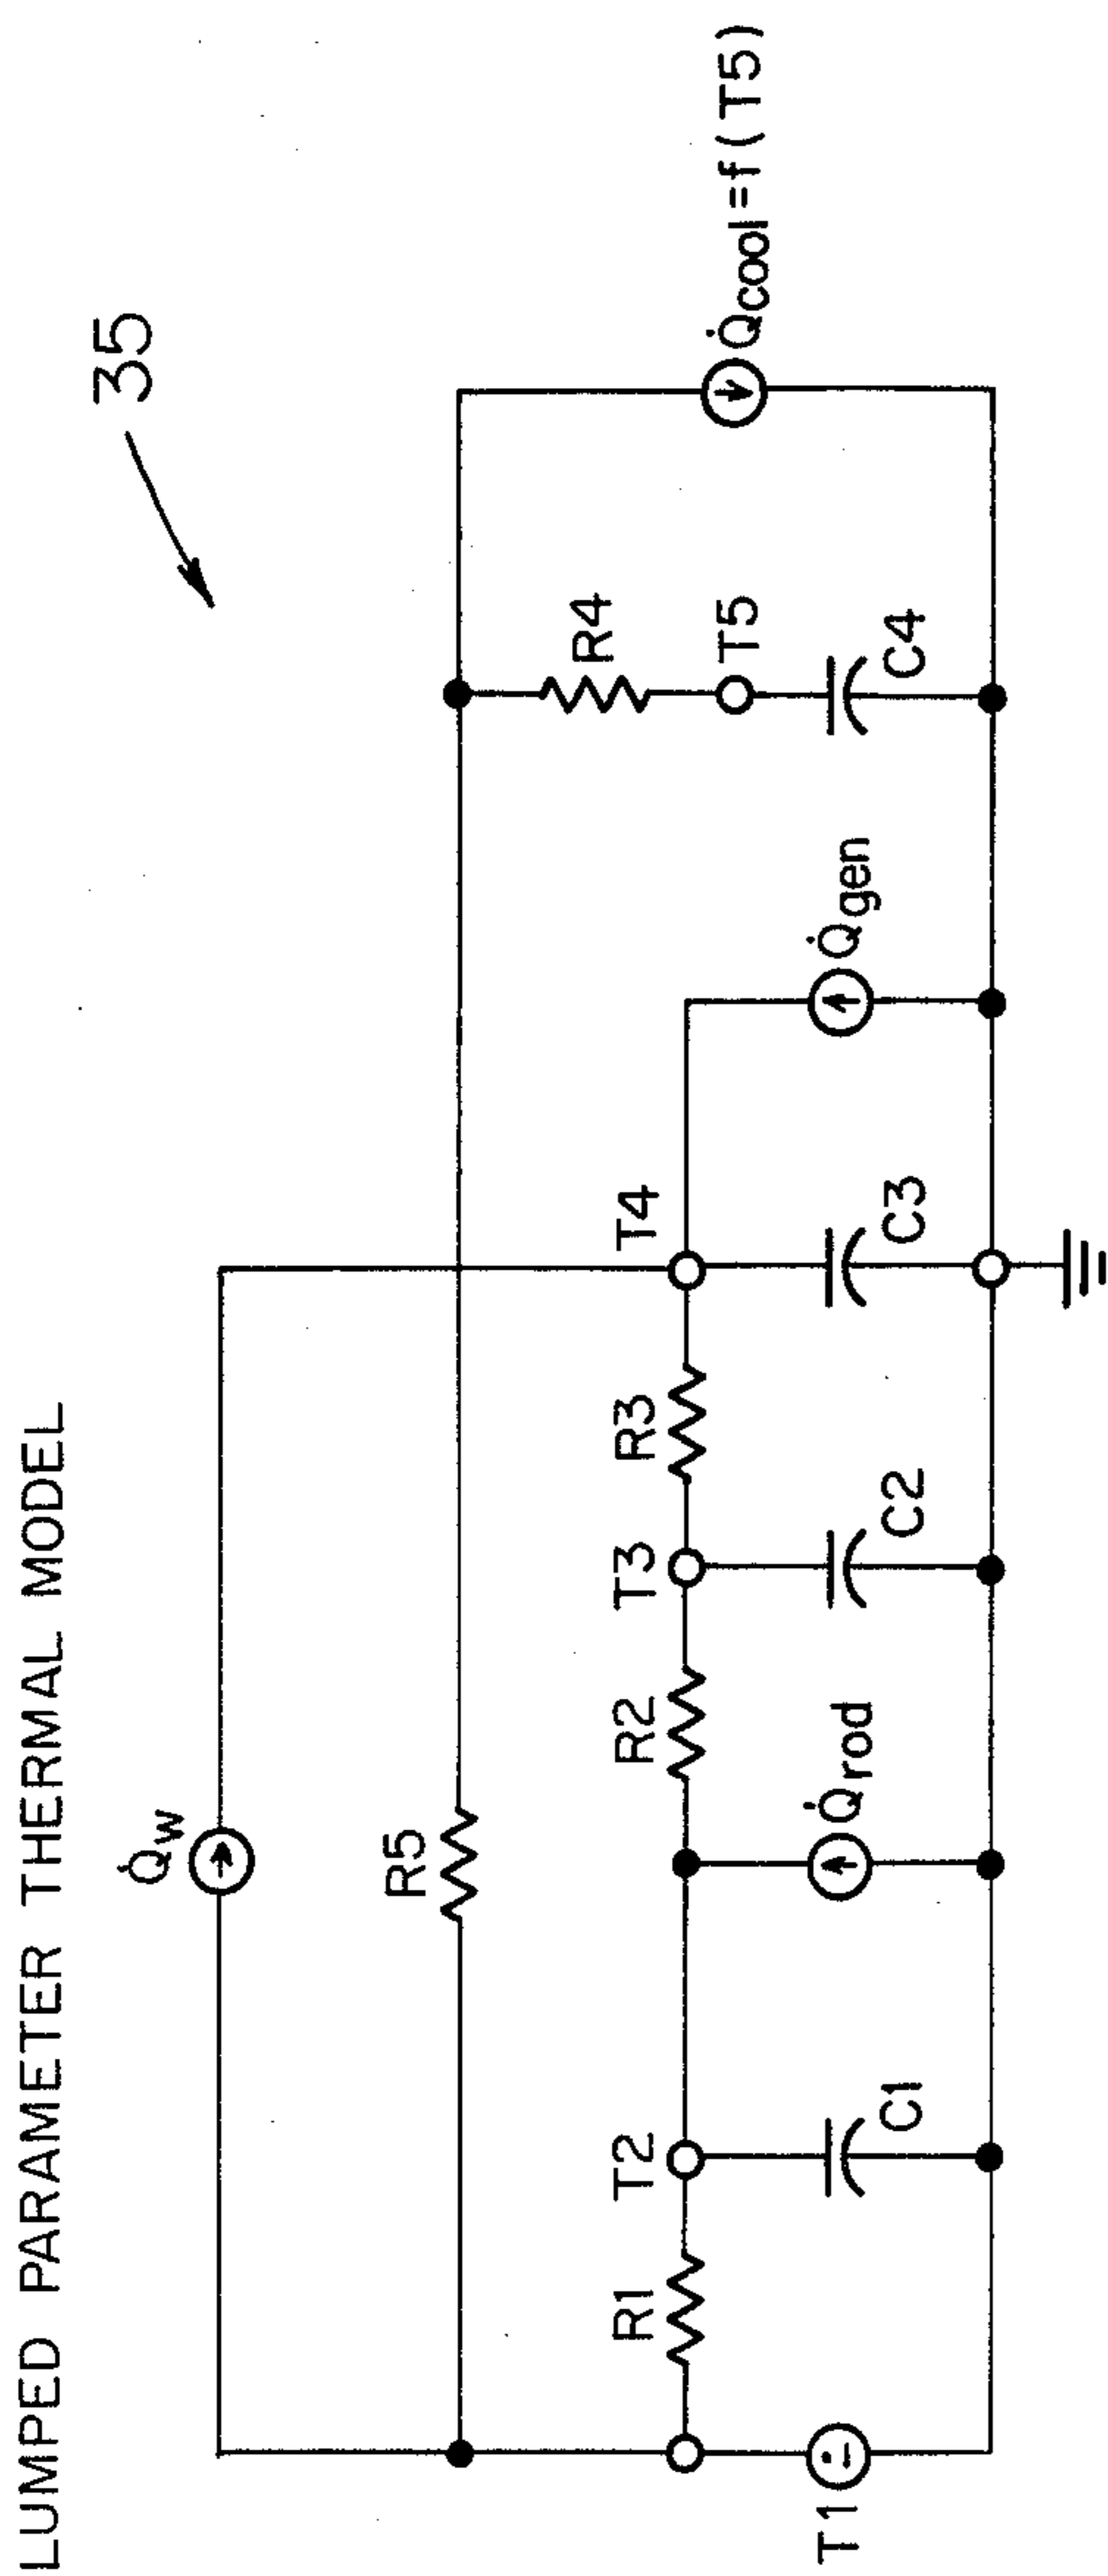 LUMPED PARAMETER THERMAL MODEL
35
Q̇w
R5
R1
T2
R2
T3
R3
T4
R4
T5
T1
C1
Q̇rod
C2
C3
Q̇gen
C4
Q̇cool=f(T5)